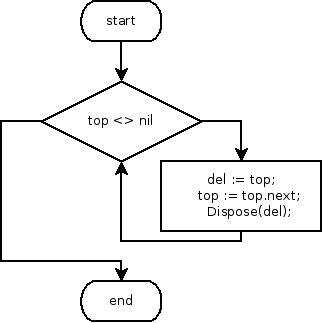 start
top <> nil
del := top;
top := top.next;
Dispose(del);
end